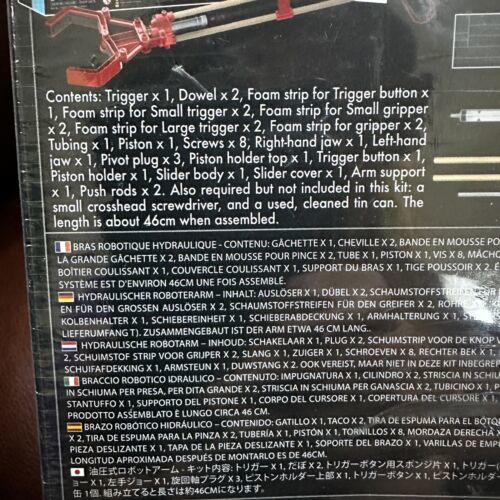 Contents: Trigger x 1, Dowel x 2, Foam strip for Trigger button x
1, Foam strip for Small trigger x 2, Foam strip for Small gripper
x 2, Foam strip for Large trigger x 2, Foam strip for gripper x 2,
Tubing x 1, Piston x 1, Screws x 8, Right-hand jaw x 1, Left-hand
jaw x 1, Pivot plug x 3, Piston holder top x 1, Trigger button x 1,
Piston holder x 1, Slider body x 1, Slider cover x 1, Arm support
x 1, Push rods x 2. Also required but not included in this kit: a
small crosshead screwdriver, and a used, cleaned tin can. The
length is about 46cm when assembled.
BRAS ROBOTIQUE HYDRAULIQUE - CONTENU: GÂCHETTE X 1, CHEVILLE X 2, BANDE EN MOUSSE POU
LA GRANDE GÂCHETTE X 2, BANDE EN MOUSSE POUR PINCE X 2, TUBE X 1, PISTON X 1, VIS X 8, MÂCHO
BOÎTIER COULISSANT X 1, COUVERCLE COULISSANT X 1, SUPPORT DU BRAS X 1, TIGE POUSSOIR X 2.
SYSTÈME EST D'ENVIRON 46CM UNE FOIS ASSEMBLÉ.
HYDRAULISCHER ROBOTERARM – INHALT: AUSLÖSER X 1, DÜBEL X 2, SCHAUMSTOFFSTREIFEN FÜR
EN FÜR DEN GROSSEN AUSLÖSER X 2, SCHAUMSTOFFSTREIFEN FÜR DEN GREIFER X 2, ROHR
KOLBENHALTER X 1, SCHIEBEREINHEIT X 1, SCHIEBERABDECKUNG X 1, ARMHALTERUNG X 1,
LIEFERUMFANG ZUSAMMENGEBAUT IST DER ARM ETWA 46 CM LANG..
HYDRAULISCHE ROBOTARM – INHOUD: SCHAKELAAR X 1, PLUG X 2, SCHUIMSTRIP VOOR DE KNOP V
2, SCHUIMSTOF STRIP VOOR GRIJPER X 2, SLANG X 1, ZUIGER X 1, SCHROEVEN X 8, RECHTER BEK X 1,
SCHUIFAFDEKKING X 1, ARMSTEUN X 1, DUWSTANG X 2. OOK VEREIST, MAAR NIET IN DEZE KIT INBEGREP
BRACCIO ROBOTICO IDRAULICO – CONTENUTO: IMPUGNATURA X 1, CILINDRO X 2, STRISCIA IN SCH
IN SCHIUMA PER PRESA, PER DITA GRANDE X 2, STRISCIA IN SCHIUMA PER GANASCIA X 2, TUBICINO X 1, P
STANTUFFO X 1, SUPPORTO DEL PISTONE X 1, CORPO DEL CURSORE X 1, COPERTURA DEL CURSORE X 1,
PRODOTTO ASSEMBLATO È LUNGO CIRCA 46 CM.
BRAZO ROBÓTICO HIDRÁULICO – CONTENIDO: GATILLO X 1, TACO X 2, TIRA DE ESPUMA PARA EL BÓTO
X 2, TIRA DE ESPUMA PARA LA PINZA X 2, TUBERÍA X 1, PISTÓN X 1, TORNILLOS X 8, MORDAZA DERECHA X
PIEZA DESLIZANTE X 1, TAPA DE LA PIEZA DESLIZANTE X 1, SOPORTE DEL BRAZO X 1, VARILLAS DE EMPU
LONGITUD APROXIMADA DESPUÉS DE MONTARLO ES DE 46CM.
油圧式ロボットアーム - キット内容: トリガー X 1、だぼ X 2、トリガーボタン用スポンジ片 X 1、トリガー
X 1、左手ジョー X 1、旋回軸プラグ X 3、ピストンホルダー上部 X 1、トリガーボタン X 1、ピストンホルダー
缶1個. 組み立てると長さは約46CMになります.